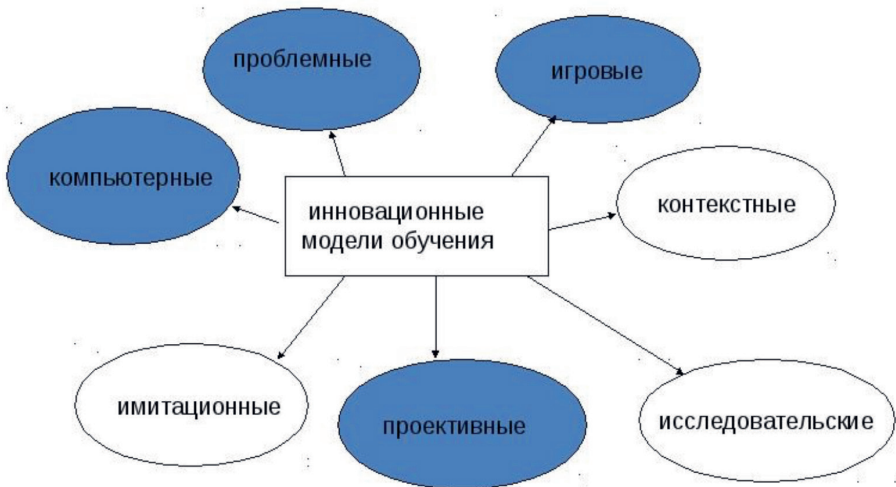 проблемные
игровые
компьютерные
инновационные
модели обучения
контекстные
имитационные
проективные
исследовательские